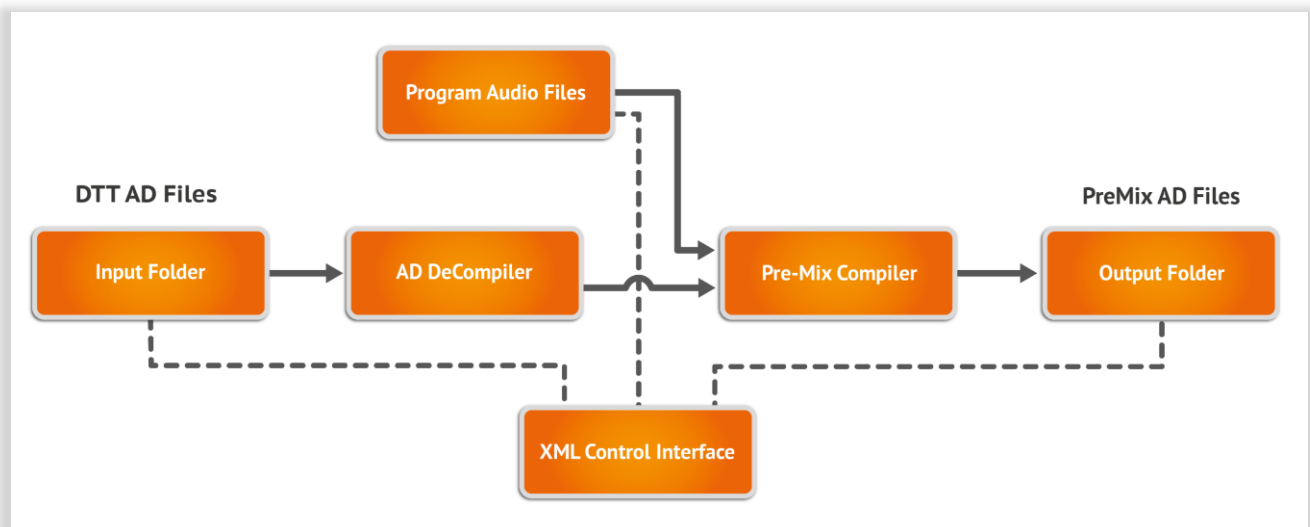 Program Audio Files
DTT AD Files
PreMix AD Files
Input Folder
AD DeCompiler
Pre-Mix Compiler
Output Folder
XML Control Interface